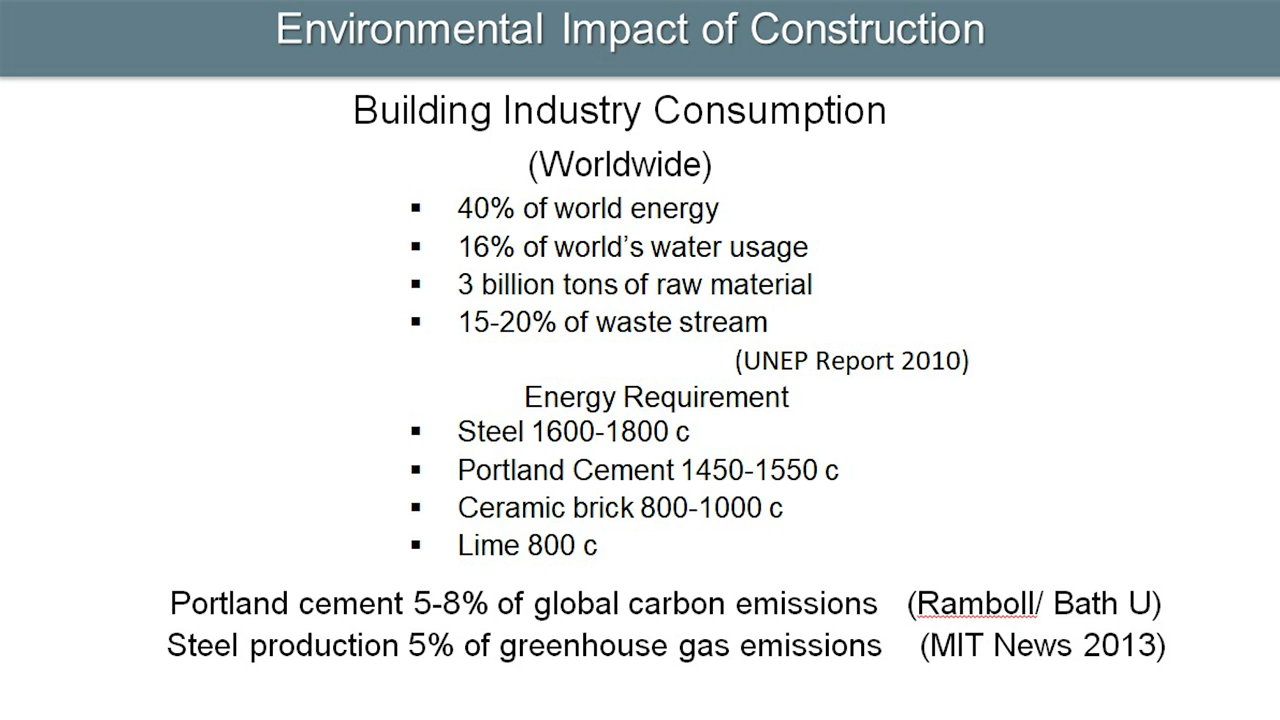 Environmental Impact of Construction
Building Industry Consumption
(Worldwide)
▪ 40% of world energy
▪ 16% of world’s water usage
▪ 3 billion tons of raw material
▪ 15-20% of waste stream
(UNEP Report 2010)
Energy Requirement
▪ Steel 1600-1800 c
▪ Portland Cement 1450-1550 c
▪ Ceramic brick 800-1000 c
▪ Lime 800 c
Portland cement 5-8% of global carbon emissions (Ramboll/ Bath U)
Steel production 5% of greenhouse gas emissions (MIT News 2013)